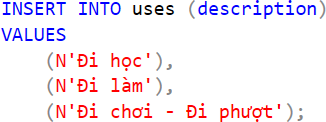 INSERT INTO uses (description)
VALUES
(N'Đi học'),
(N'Đi làm'),
(N'Đi chơi - Đi phượt');